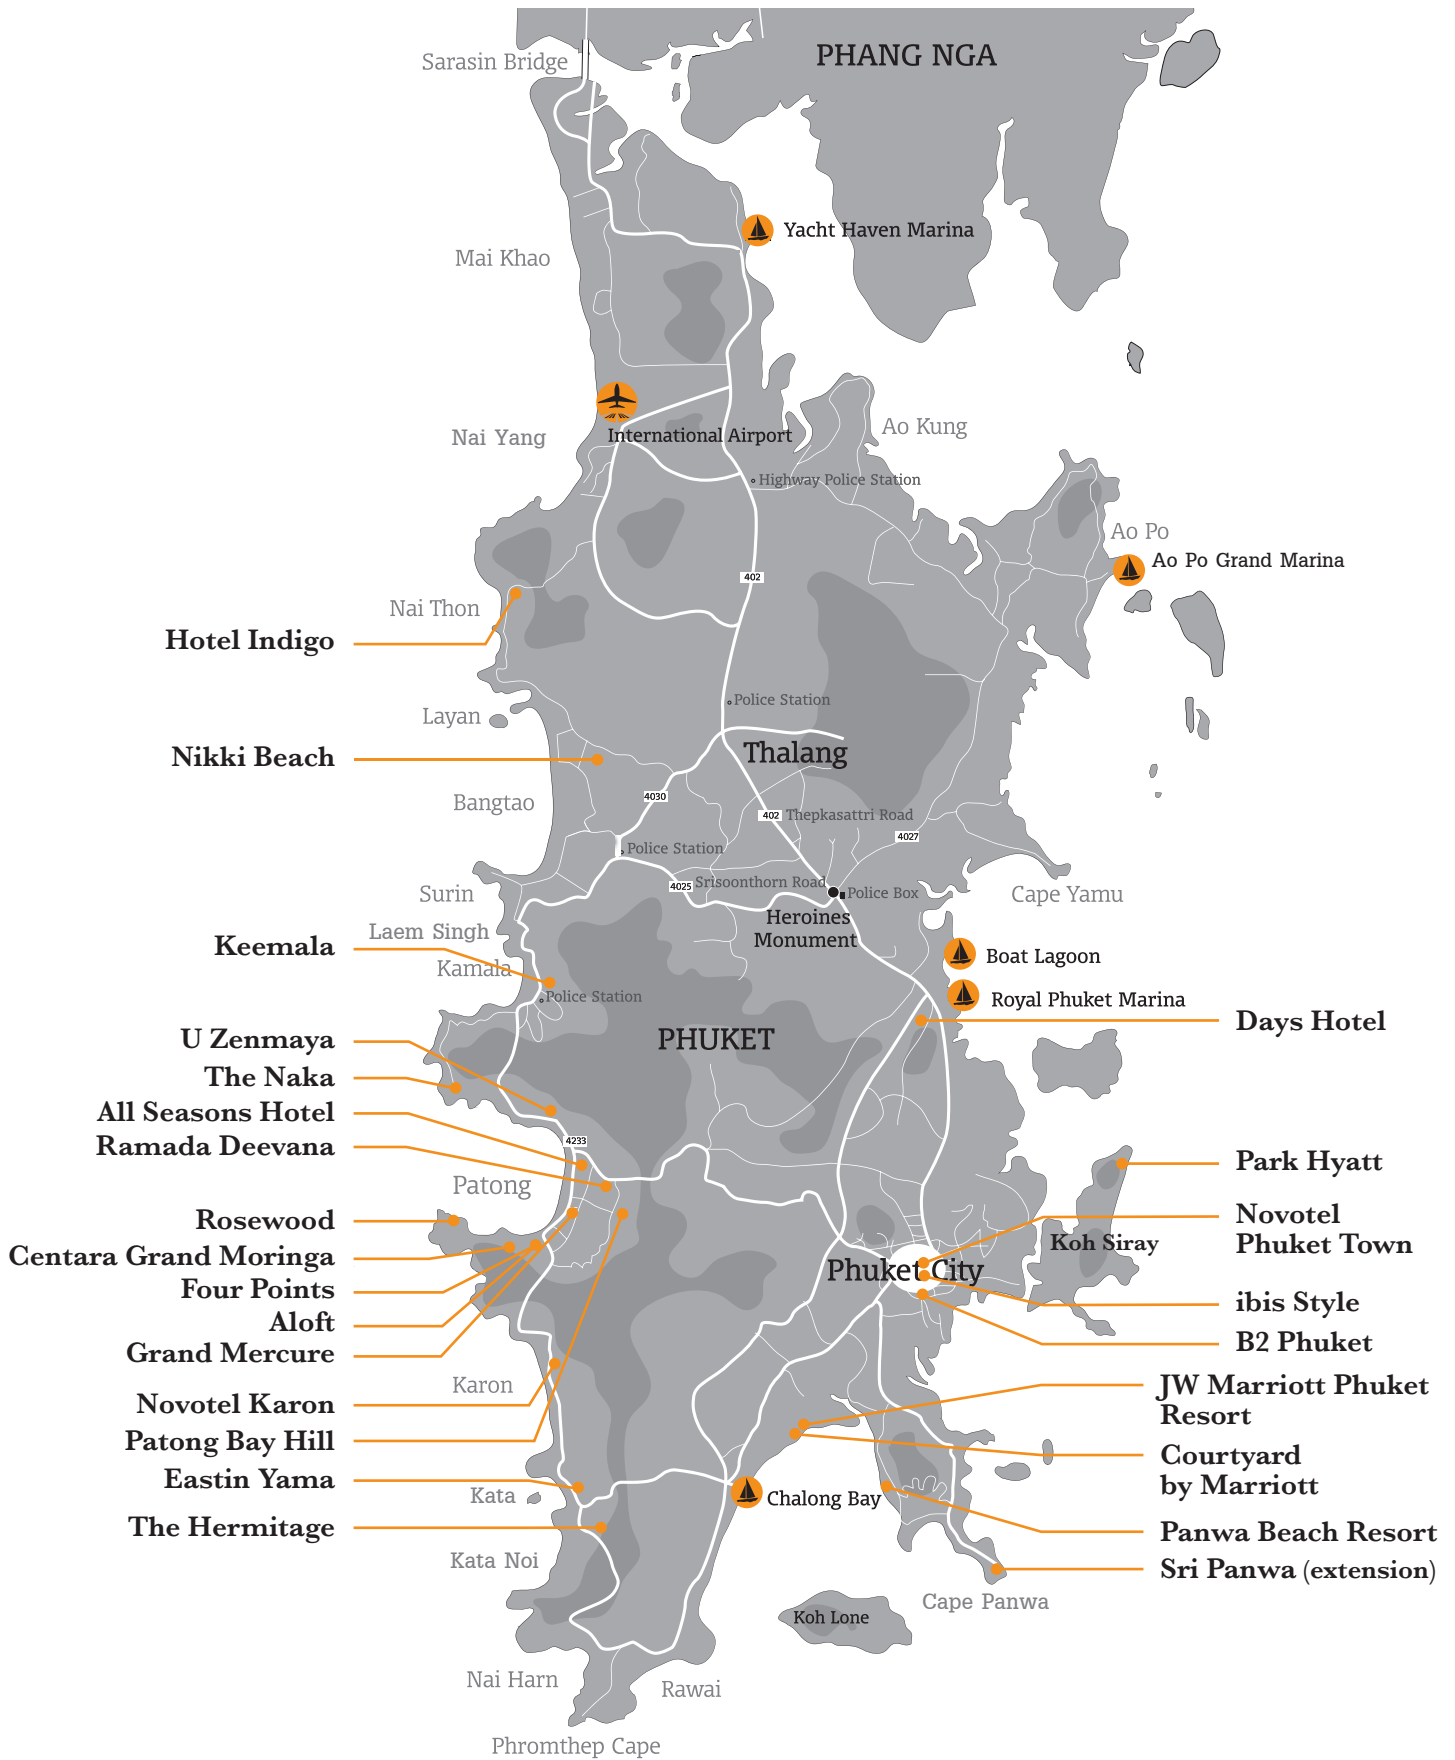 PHANG NGA
Sarasin Bridge
Yacht Haven Marina
Mai Khao
Ao Kung
Nai Yang
International Airport
Highway Police Station
Ao Po
Ao Po Grand Marina
402
Nai Thon
Hotel Indigo
Police Station
Layan
Thalang
Nikki Beach
4030
Bangtao
402
Thepkasattri Road
4027
Police Station
4025
Srisoonthorn Road
Police Box
Surin
Cape Yamu
Heroines
Monument
Laem Singh
Keemala
Boat Lagoon
Kamala
Police Station
Royal Phuket Marina
Days Hotel
PHUKET
U Zenmaya
The Naka
All Seasons Hotel
4233
Ramada Deevana
Park Hyatt
Patong
Rosewood
Novotel
Phuket Town
Koh Siray
Centara Grand Moringa
Phuket City
Four Points
ibis Style
Aloft
B2 Phuket
Grand Mercure
Karon
JW Marriott Phuket
Resort
Novotel Karon
Patong Bay Hill
Courtyard
by Marriott
Eastin Yama
Kata
Chalong Bay
The Hermitage
Panwa Beach Resort
Kata Noi
Sri Panwa (extension)
Cape Panwa
Koh Lone
Nai Harn
Rawai
Phromthep Cape